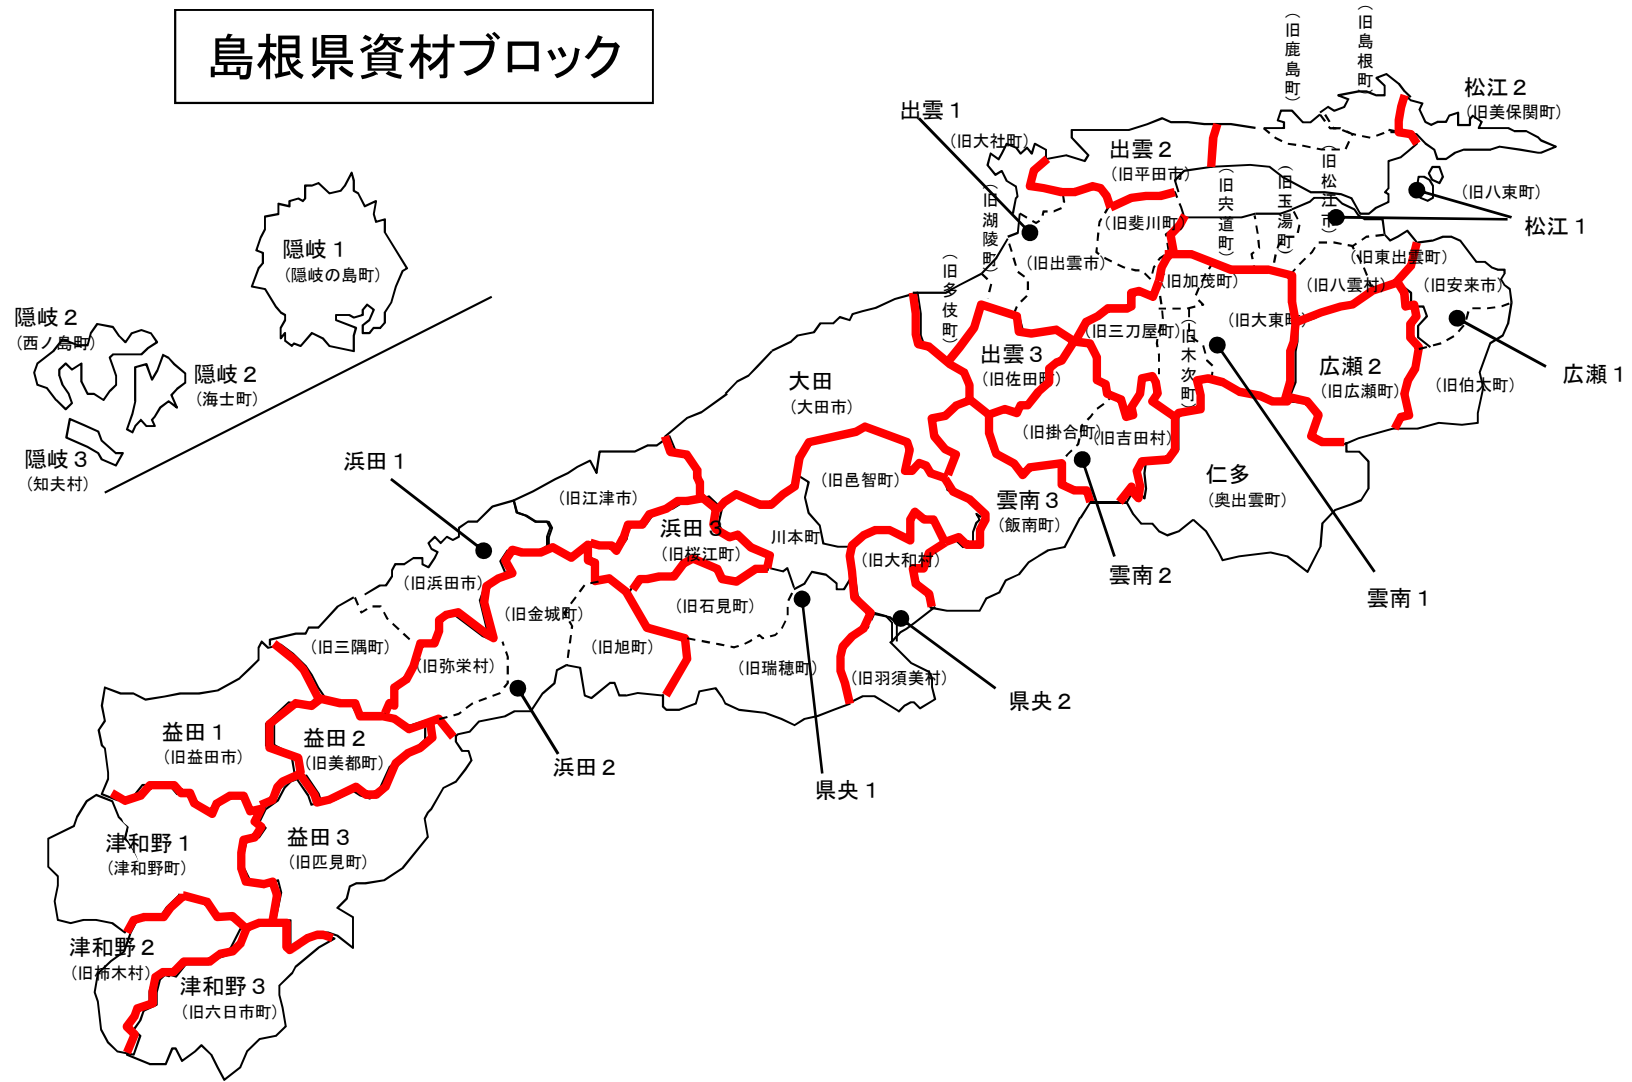 島根県資材ブロック
（旧鹿島町）
（旧島根町）
松江２
（旧美保関町）
出雲１
（旧大社町）
出雲２
（旧平田市）
（旧松江市）
（旧八束町）
松江１
（旧湖陵町）
（旧斐川町）
（旧宍道町）
（旧玉湯町）
（旧東出雲町）
隠岐１
（隠岐の島町）
（旧出雲市）
（旧多伎町）
（旧加茂町）
（旧八雲村）
（旧安来市）
隠岐２
（西ノ島町）
（旧三刀屋町）
（旧木次町）
（旧大東町）
出雲３
（旧佐田町）
広瀬２
（旧広瀬町）
（旧伯太町）
広瀬１
隠岐２
（海士町）
大田
（大田市）
（旧掛合町）
（旧吉田村）
隠岐３
（知夫村）
浜田１
（旧邑智町）
仁多
（奥出雲町）
（旧江津市）
雲南３
（飯南町）
浜田３
（旧桜江町）
川本町
（旧大和村）
雲南２
雲南１
（旧浜田市）
（旧金城町）
（旧石見町）
（旧三隅町）
（旧弥栄村）
（旧旭町）
（旧瑞穂町）
（旧羽須美村）
県央２
益田１
（旧益田市）
益田２
（旧美都町）
浜田２
県央１
津和野１
（津和野町）
益田３
（旧匹見町）
津和野２
（旧柿木村）
津和野３
（旧六日市町）